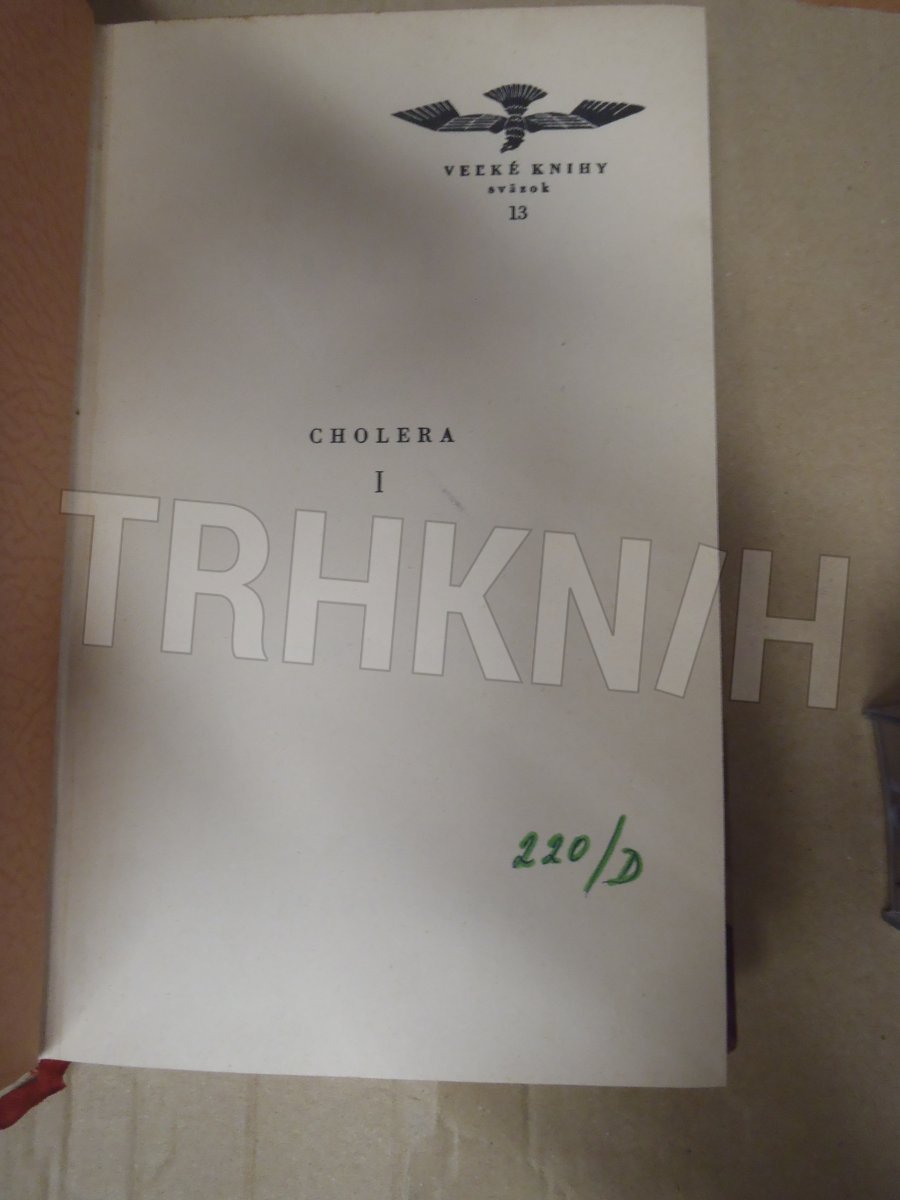 VEĽKÉ KNIHY
sväzok
13
CHOLERA
I
TRHKNIH
220/D